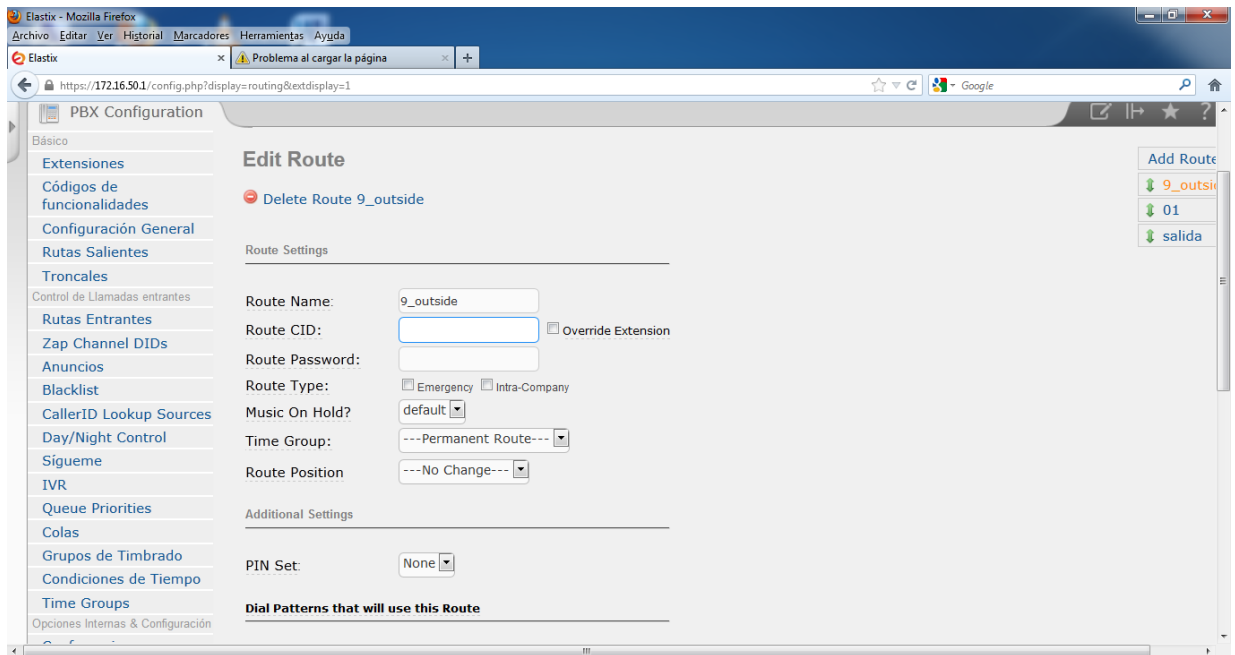 Elastix - Mozilla Firefox
Archivo Editar Ver Historial Marcadores Herramientas Ayuda
Elastix × Problema al cargar la página × +
https://172.16.50.1/config.php?display=routing&extdisplay=1 Google
PBX Configuration
Básico
Extensiones
Códigos de
funcionalidades
Configuración General
Rutas Salientes
Troncales
Control de Llamadas entrantes
Rutas Entrantes
Zap Channel DIDs
Anuncios
Blacklist
CallerID Lookup Sources
Day/Night Control
Sígueme
IVR
Queue Priorities
Colas
Grupos de Timbrado
Condiciones de Tiempo
Time Groups
Opciones Internas & Configuración
Edit Route
Delete Route 9_outside
Route Settings
Route Name: 9_outside
Route CID: Override Extension
Route Password:
Route Type: Emergency Intra-Company
Music On Hold? default
Time Group: ---Permanent Route---
Route Position ---No Change---
Additional Settings
PIN Set: None
Dial Patterns that will use this Route
?
Add Route
9_outsi
01
salida